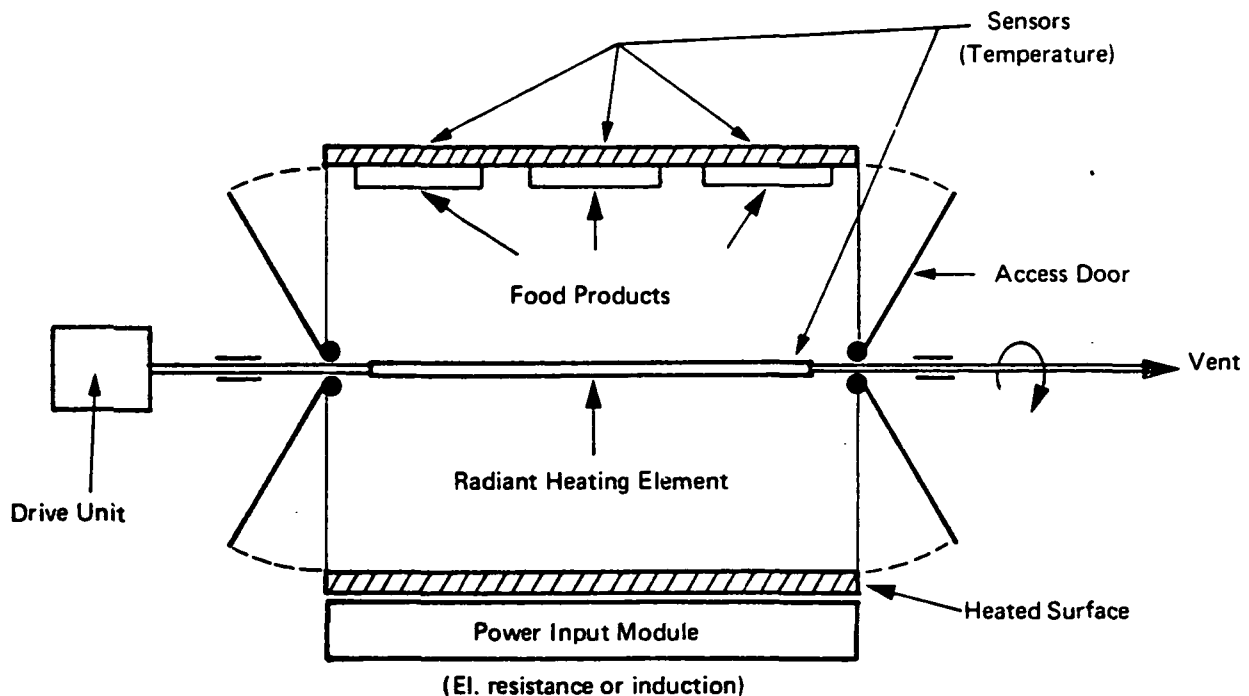 Sensors
(Temperature)
Food Products
Access Door
Vent
Radiant Heating Element
Drive Unit
Heated Surface
Power Input Module
(El. resistance or induction)